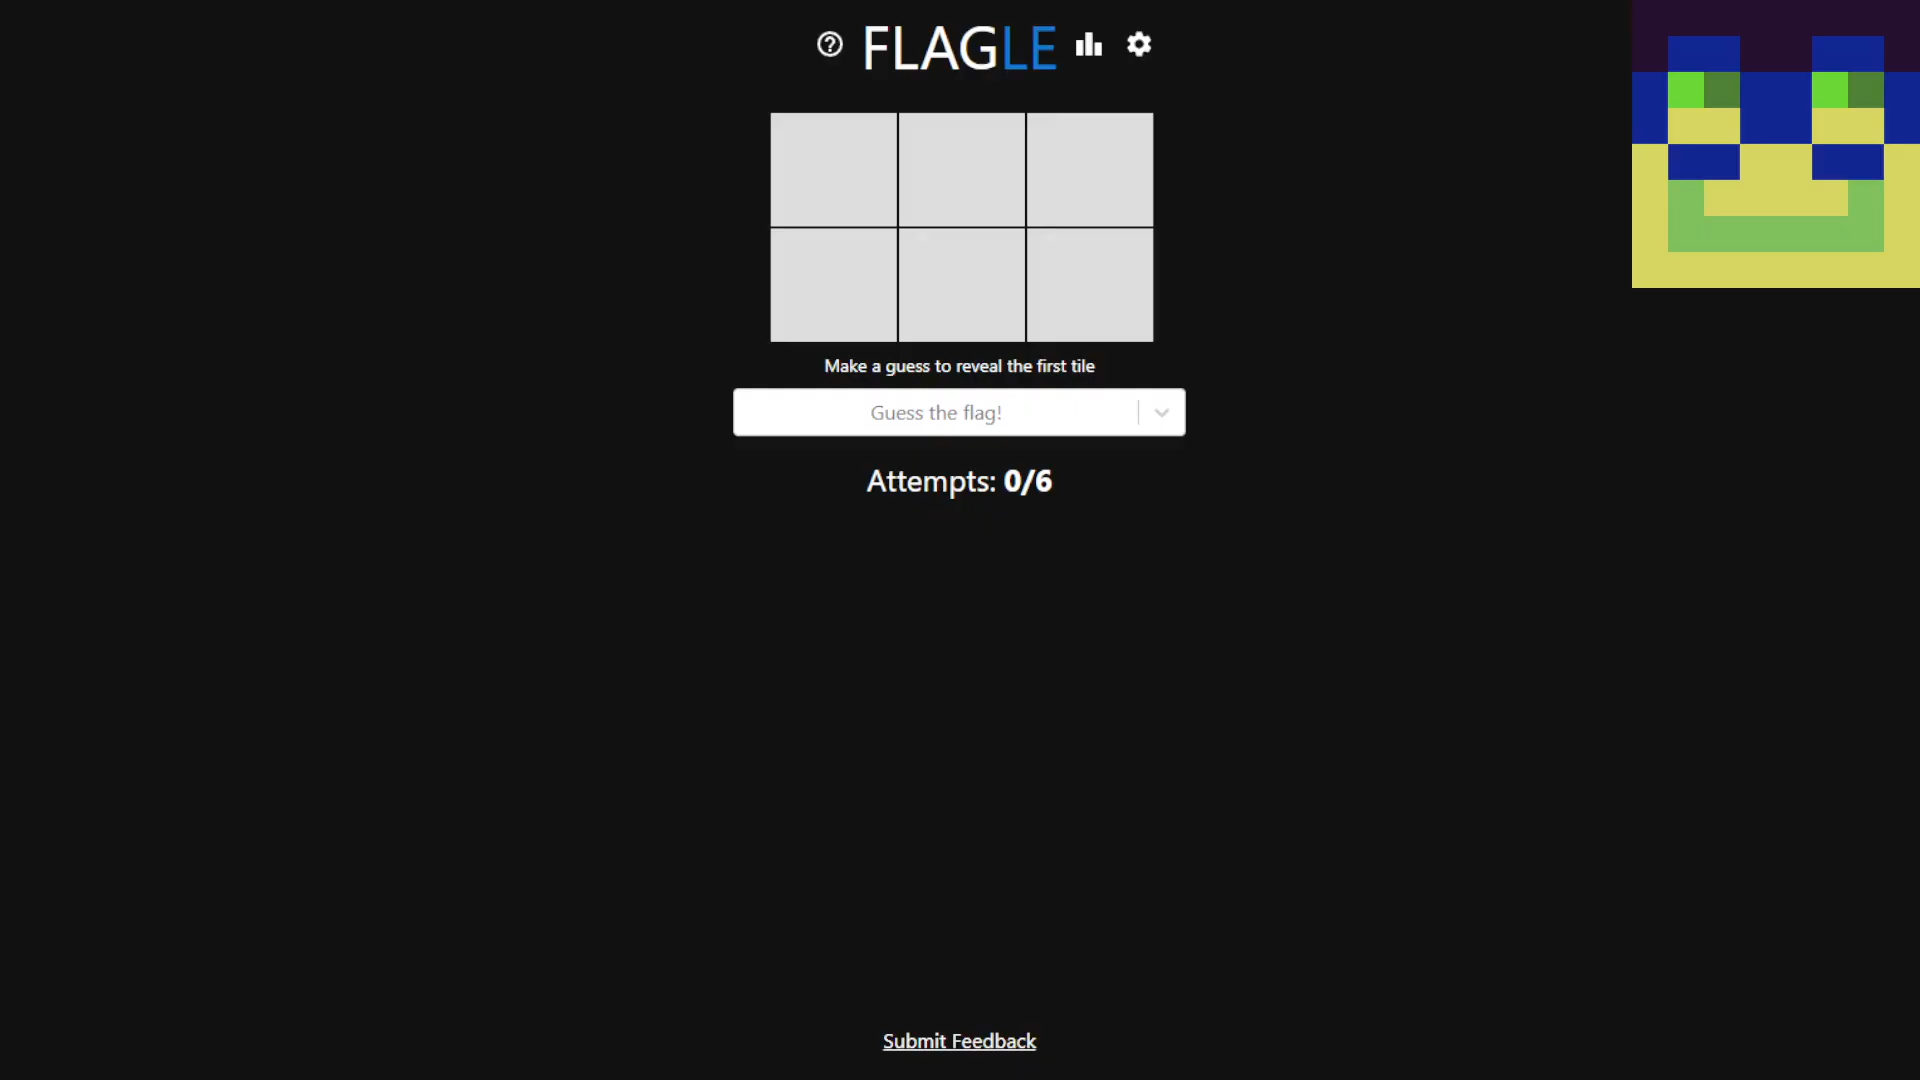 FLAGLE
Make a guess to reveal the first tile
Guess the flag!
Attempts: 0/6
Submit Feedback